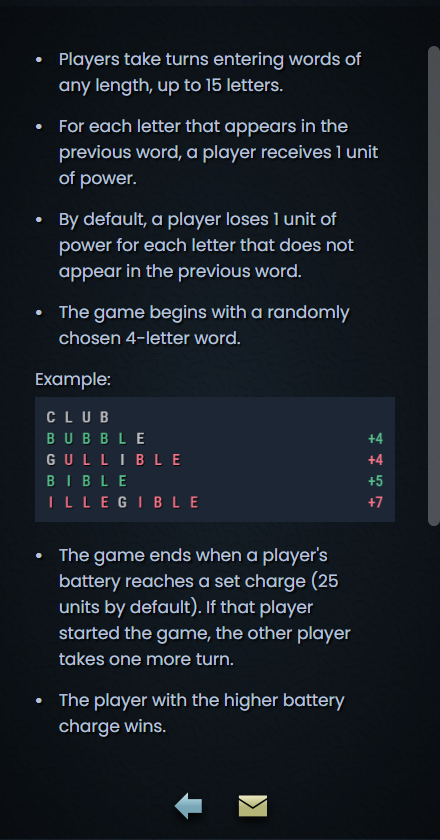 • Players take turns entering words of
any length, up to 15 letters.
• For each letter that appears in the
previous word, a player receives 1 unit
of power.
• By default, a player loses 1 unit of
power for each letter that does not
appear in the previous word.
• The game begins with a randomly
chosen 4-letter word.
Example:
C L U B
B U B B L E +4
G U L L I B L E +4
B I B L E +5
I L L E G I B L E +7
• The game ends when a player's
battery reaches a set charge (25
units by default). If that player
started the game, the other player
takes one more turn.
• The player with the higher battery
charge wins.